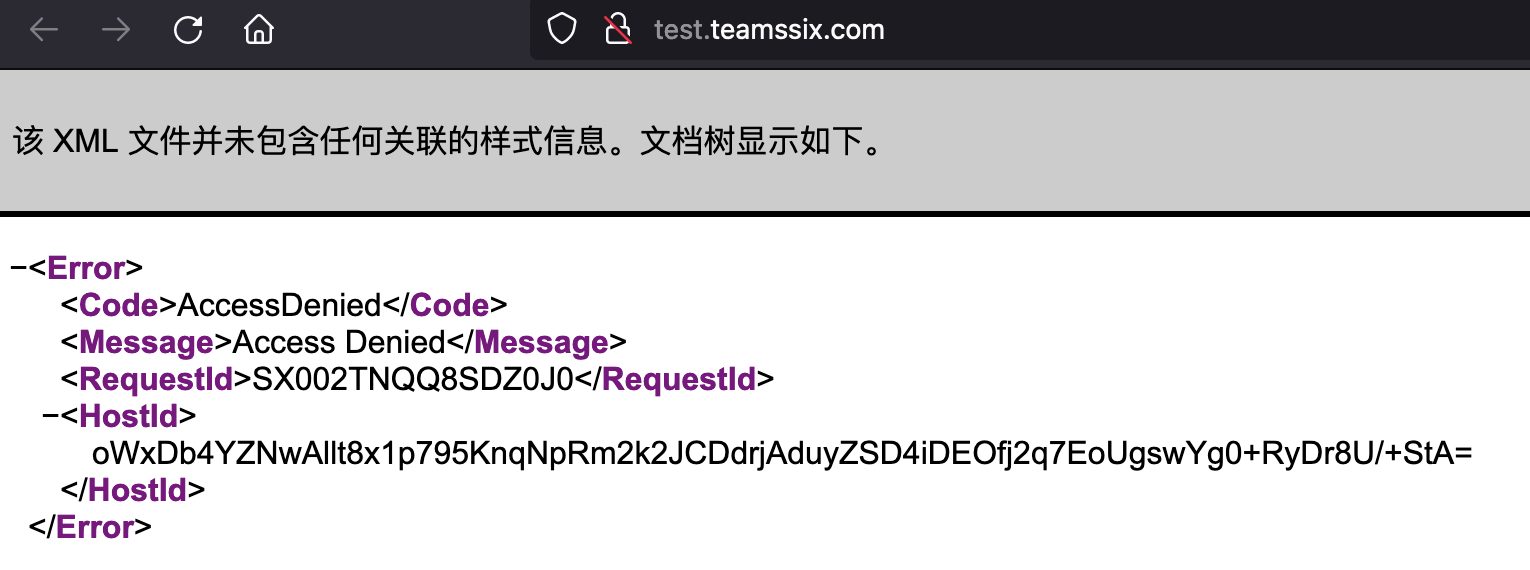 test.teamssix.com
该 XML 文件并未包含任何关联的样式信息。文档树显示如下。
−<Error>
<Code>AccessDenied</Code>
<Message>Access Denied</Message>
<RequestId>SX002TNQQ8SDZ0J0</RequestId>
−<HostId>
oWxDb4YZNwAllt8x1p795KnqNpRm2k2JCDdrjAduyZSD4iDEOfj2q7EoUgswYg0+RyDr8U/+StA=
</HostId>
</Error>